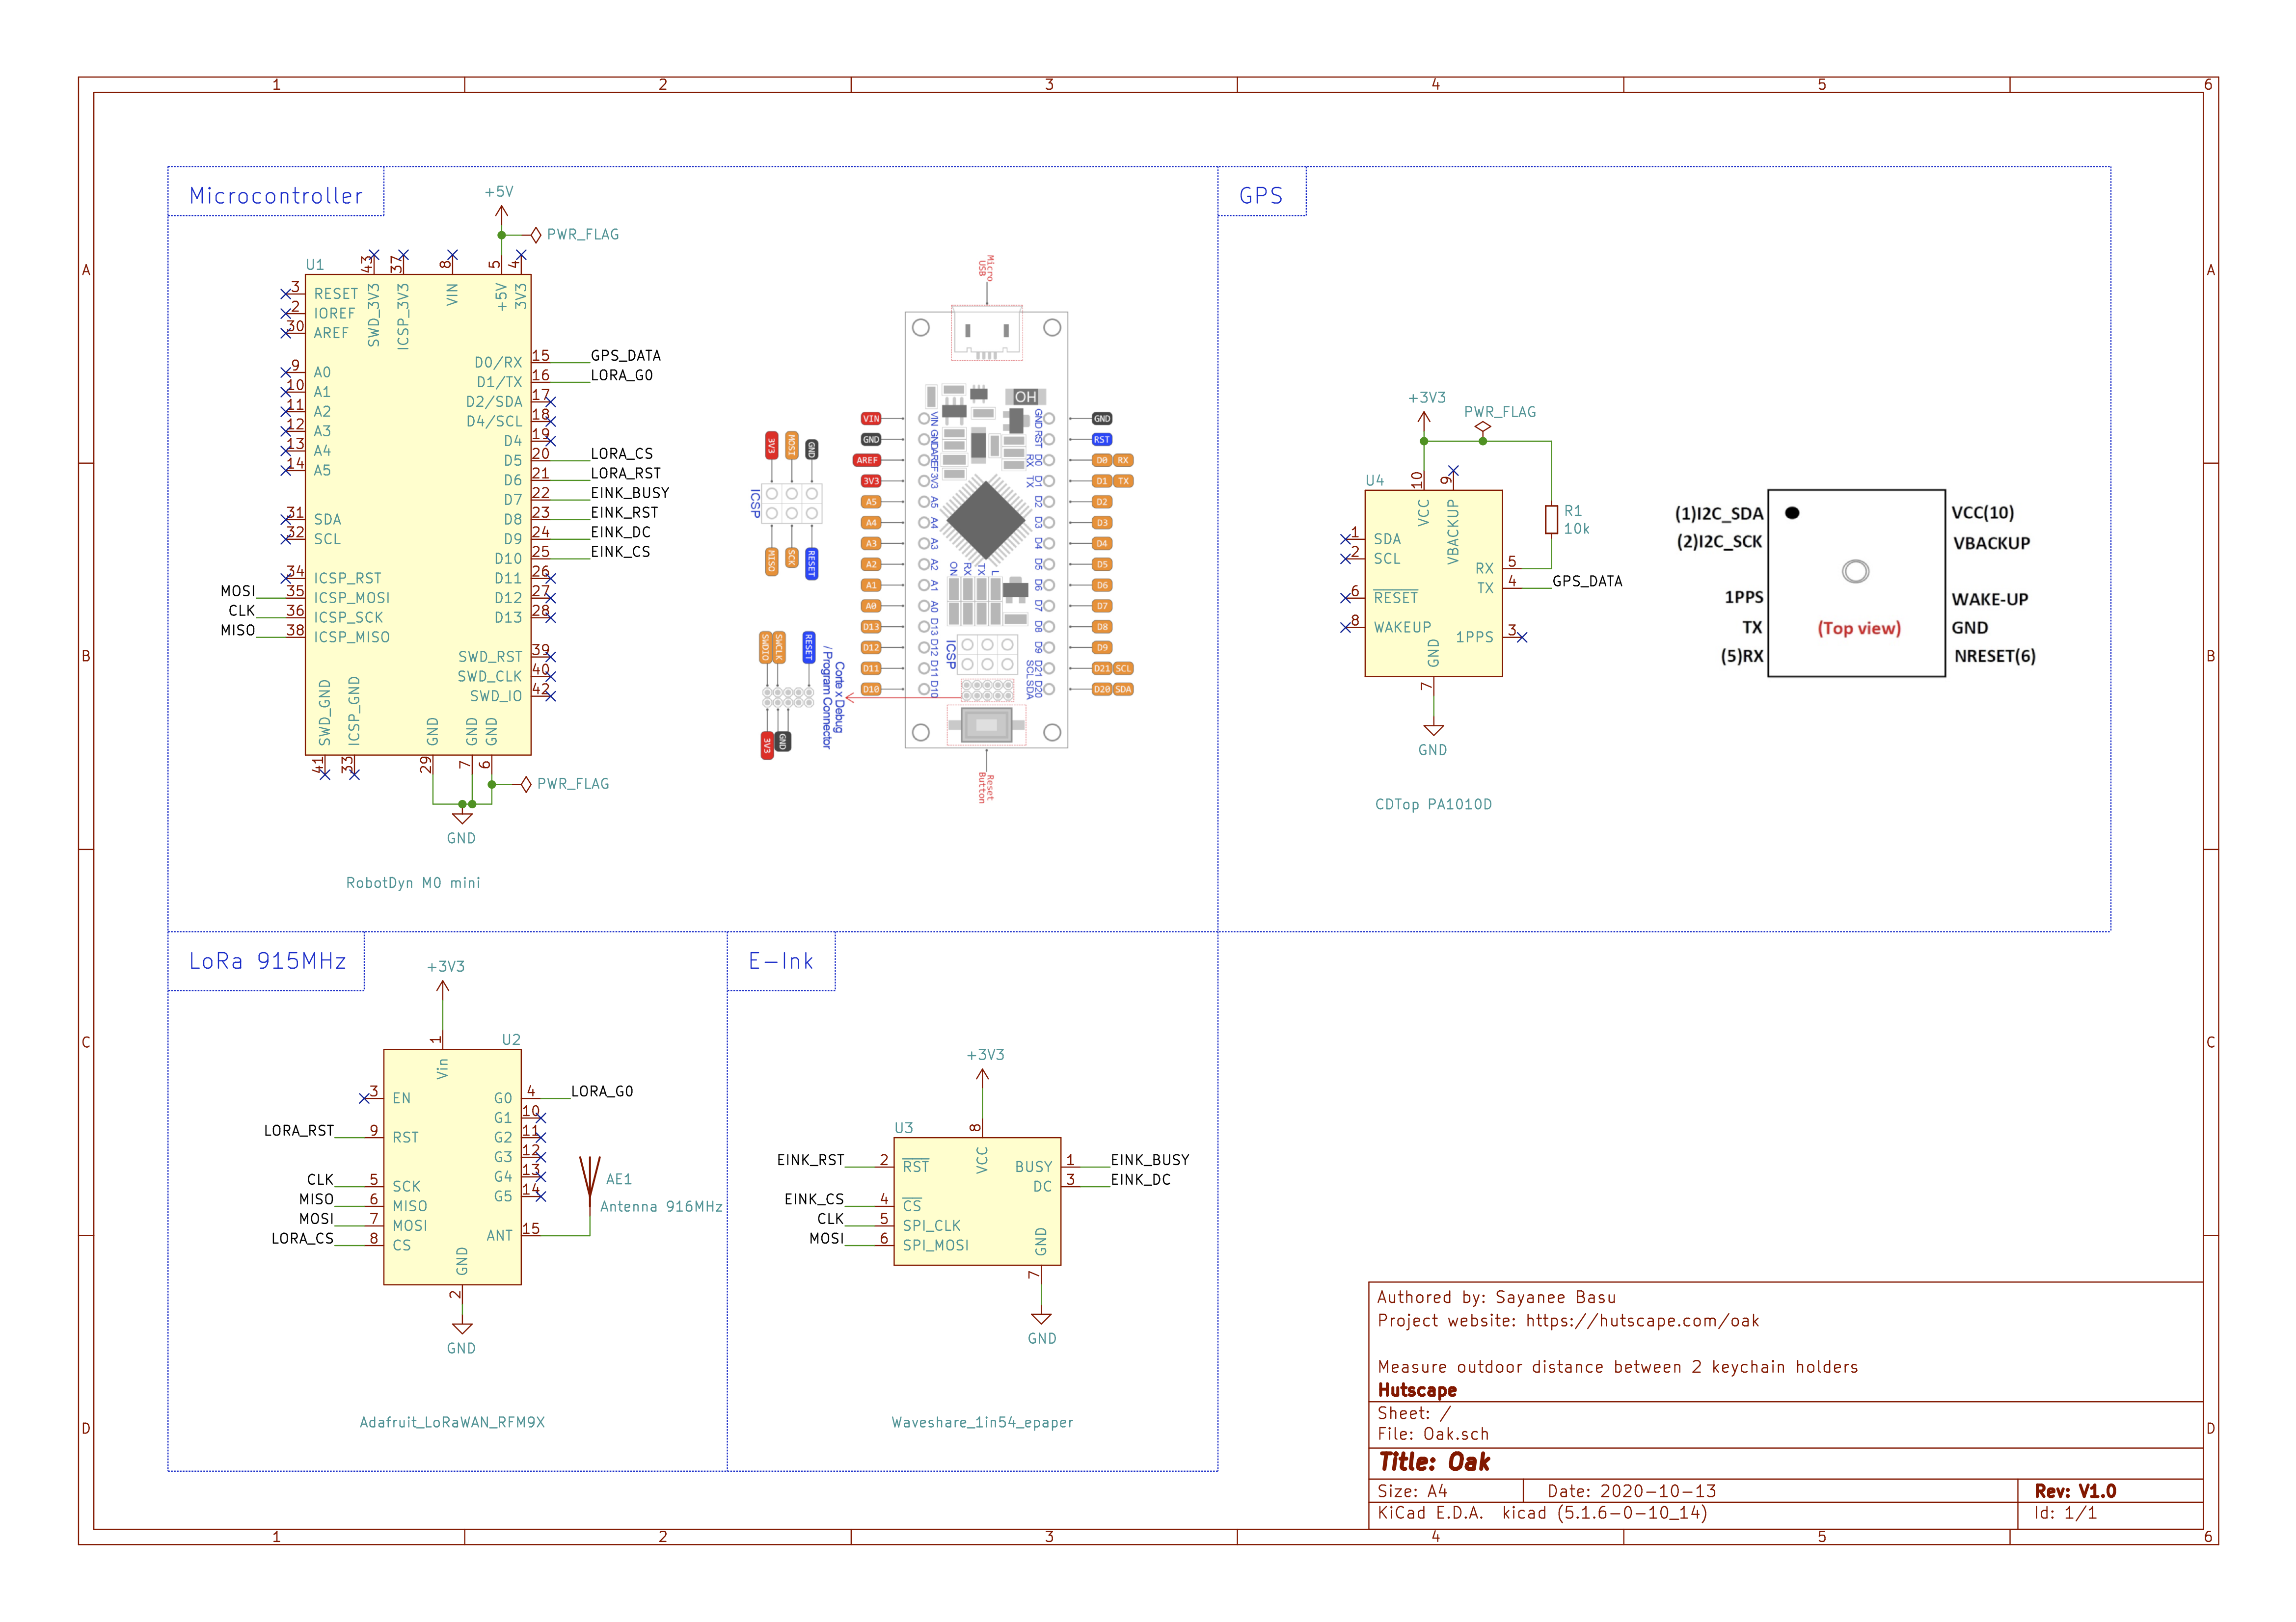 1 2 3 4 5 6
A
B
C
D
A
B
C
D
1 2 3 4 5 6
Microcontroller
+5V
PWR_FLAG
U1
43 37 8 5 4
SWD_3V3 ICSP_3V3 VIN +5V 3V3
3 RESET
2 IOREF
30 AREF
9 A0
10 A1
11 A2
12 A3
13 A4
14 A5
31 SDA
32 SCL
34 ICSP_RST
MOSI 35 ICSP_MOSI
CLK 36 ICSP_SCK
MISO 38 ICSP_MISO
D0/RX 15 GPS_DATA
D1/TX 16 LORA_G0
D2/SDA 17
D4/SCL 18
D4 19
D5 20 LORA_CS
D6 21 LORA_RST
D7 22 EINK_BUSY
D8 23 EINK_RST
D9 24 EINK_DC
D10 25 EINK_CS
D11 26
D12 27
D13 28
SWD_RST 39
SWD_CLK 40
SWD_IO 42
SWD_GND ICSP_GND GND GND GND
41 33 29 7 6
PWR_FLAG
GND
RobotDyn M0 mini
Micro
USB
OH
VIN
GND
AREF
3V3
A5
A4
A3
A2
A1
A0
D13
D12
D11
D10
VIN GND AREF 3V3 A5 A4 A3 A2 A1 A0 D13 D12 D11 D10
GND RST D0 D1 D2 D3 D4 D5 D6 D7 D8 D9 D21 D20
RX TX
SCL SDA
ON RX TX L
ICSP
GND
RST
D0 RX
D1 TX
D2
D3
D4
D5
D6
D7
D8
D9
D21 SCL
D20 SDA
3V3 MOSI GND
ICSP
MISO SCK RESET
SWDIO SWCLK RESET
Corte x Debug
/ Program Connector
3V3 GND
Reset
Button
GPS
+3V3
PWR_FLAG
U4
10 9
VCC VBACKUP
1 SDA
2 SCL
6 RESET
8 WAKEUP
RX 5
TX 4 GPS_DATA
1PPS 3
GND
7
GND
R1
10k
CDTop PA1010D
(1)I2C_SDA
(2)I2C_SCK
1PPS
TX
(5)RX
(Top view)
VCC(10)
VBACKUP
WAKE-UP
GND
NRESET(6)
LoRa 915MHz
+3V3
U2
1
Vin
3 EN
LORA_RST 9 RST
CLK 5 SCK
MISO 6 MISO
MOSI 7 MOSI
LORA_CS 8 CS
G0 4 LORA_G0
G1 10
G2 11
G3 12
G4 13
G5 14
ANT 15
GND
2
GND
AE1
Antenna 916MHz
Adafruit_LoRaWAN_RFM9X
E-Ink
+3V3
U3
8
VCC
EINK_RST 2 RST
EINK_CS 4 CS
CLK 5 SPI_CLK
MOSI 6 SPI_MOSI
BUSY 1 EINK_BUSY
DC 3 EINK_DC
GND
7
GND
Waveshare_1in54_epaper
Authored by: Sayanee Basu
Project website: https://hutscape.com/oak
Measure outdoor distance between 2 keychain holders
Hutscape
Sheet: /
File: Oak.sch
Title: Oak
Size: A4 Date: 2020-10-13 Rev: V1.0
KiCad E.D.A. kicad (5.1.6-0-10_14) Id: 1/1